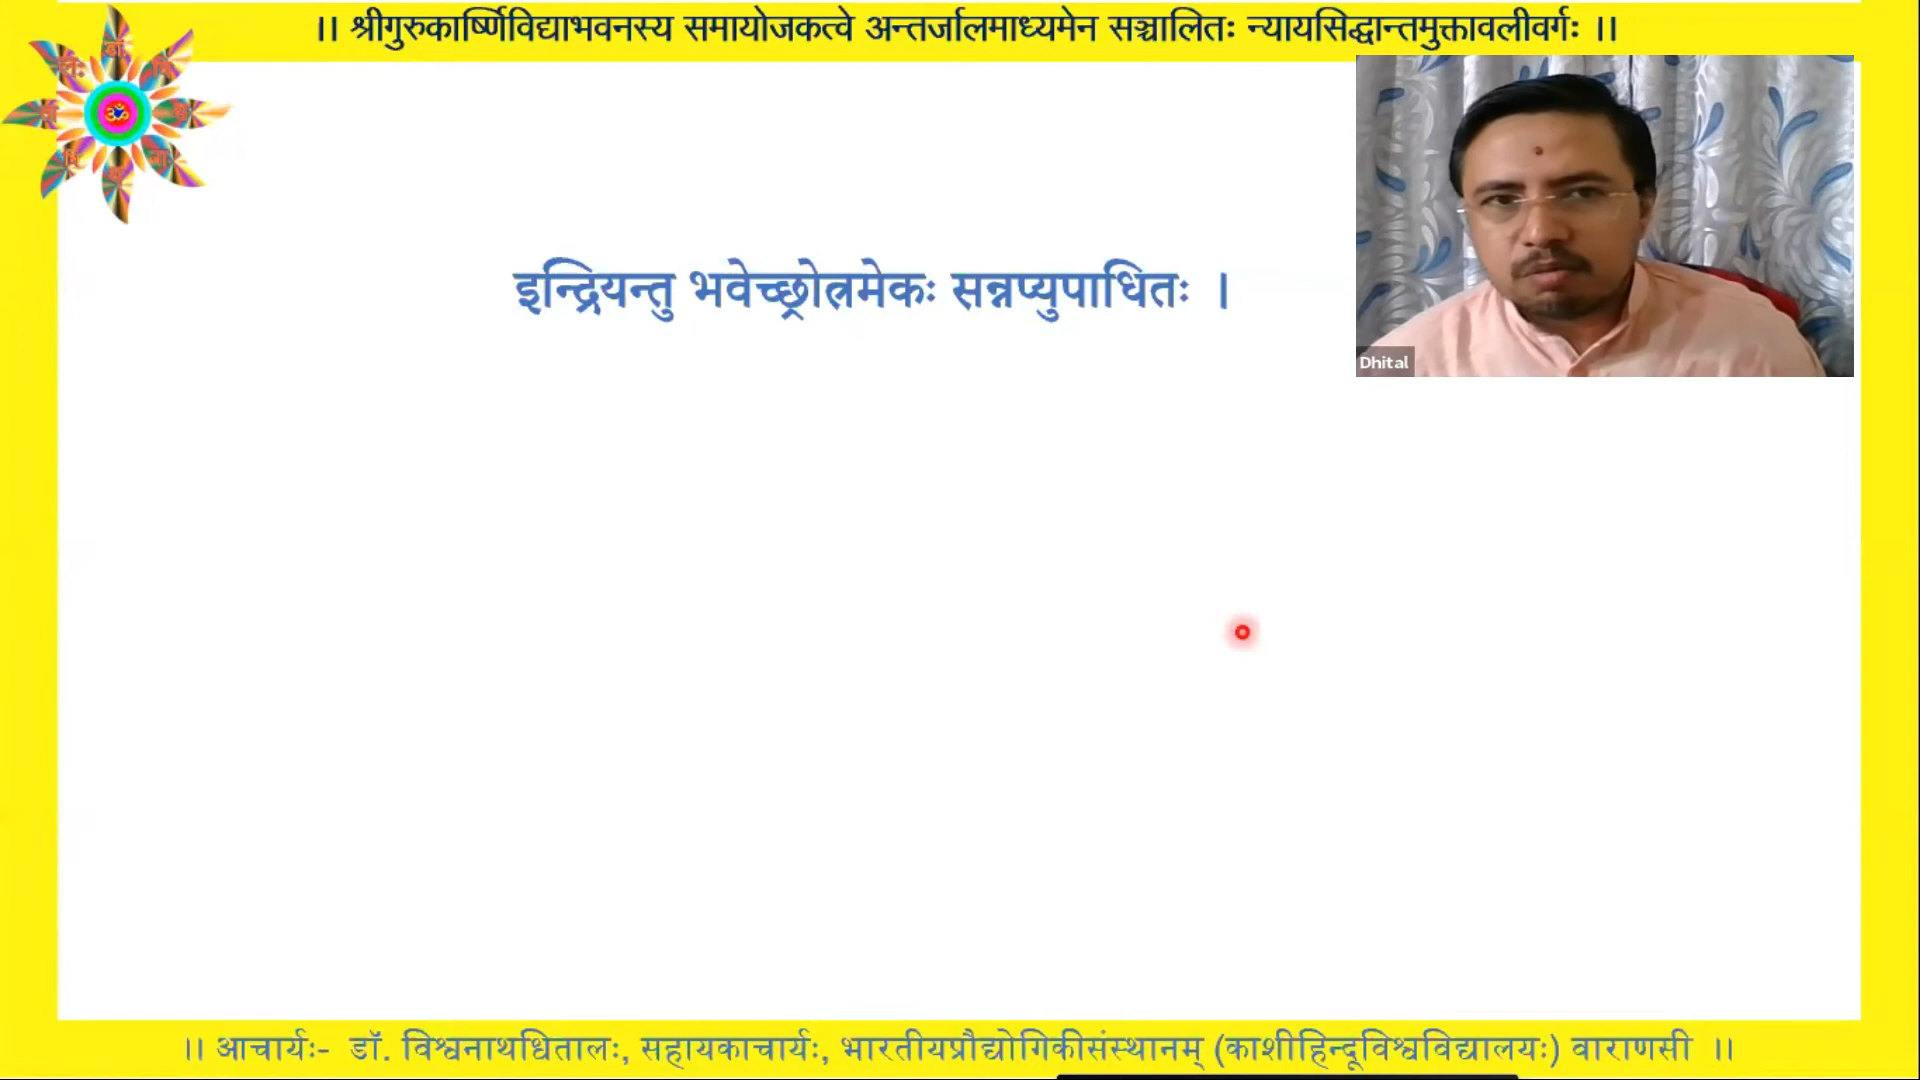 ।। श्रीगुरुकार्ष्णिविद्याभवनस्य समायोजकत्वे अन्तर्जालमाध्यमेन सञ्चालितः न्यायसिद्धान्तमुक्तावलीवर्गः ।।
ॐ
इन्द्रियन्तु भवेच्छ्रोत्रमेकः सन्नप्युपाधितः ।
Dhital
।। आचार्यः- डॉ. विश्वनाथधितालः, सहायकाचार्यः, भारतीयप्रौद्योगिकीसंस्थानम् (काशीहिन्दूविश्वविद्यालयः) वाराणसी ।।